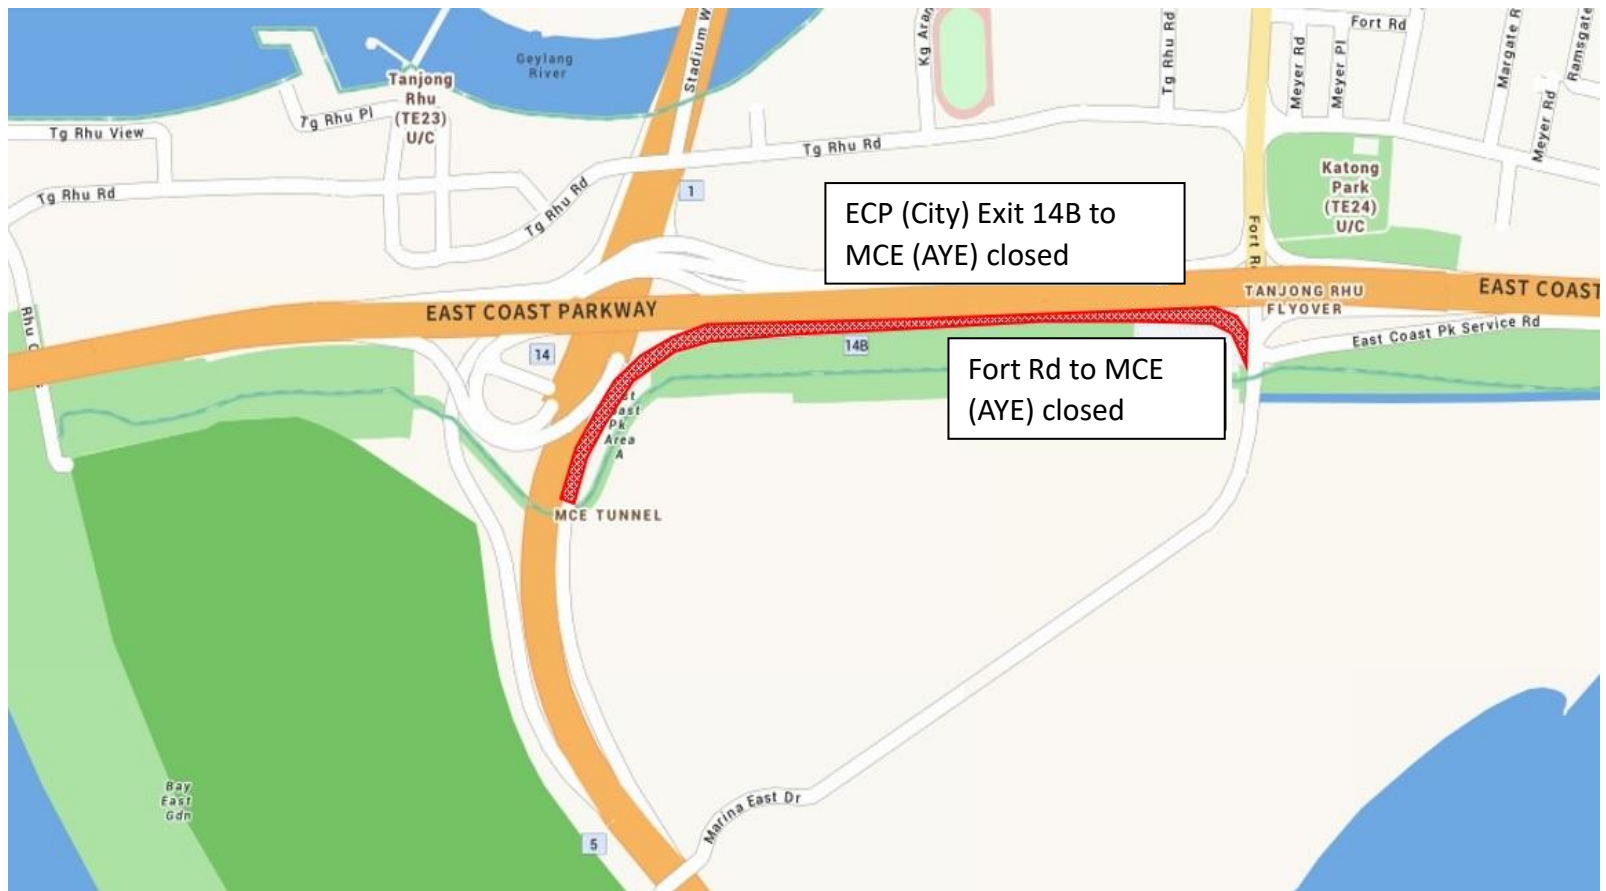 Fort Rd
Stadium W
Kg Aran
Tg Rhu Rd
Meyer Rd
Meyer Pl
Margate R
Ramsgate
Geylang
River
Tanjong
Rhu
(TE23)
U/C
Tg Rhu Pl
Tg Rhu View
Tg Rhu Rd
Meyer Rd
Katong
Park
(TE24)
U/C
Tg Rhu Rd
1
Tg Rhu Rd
ECP (City) Exit 14B to
MCE (AYE) closed
Fort R
TANJONG RHU
FLYOVER
EAST COAST
EAST COAST PARKWAY
East Coast Pk Service Rd
14
14B
Fort Rd to MCE
(AYE) closed
Pk
Area
A
MCE TUNNEL
Bay
East
Gdn
Marina East Dr
5